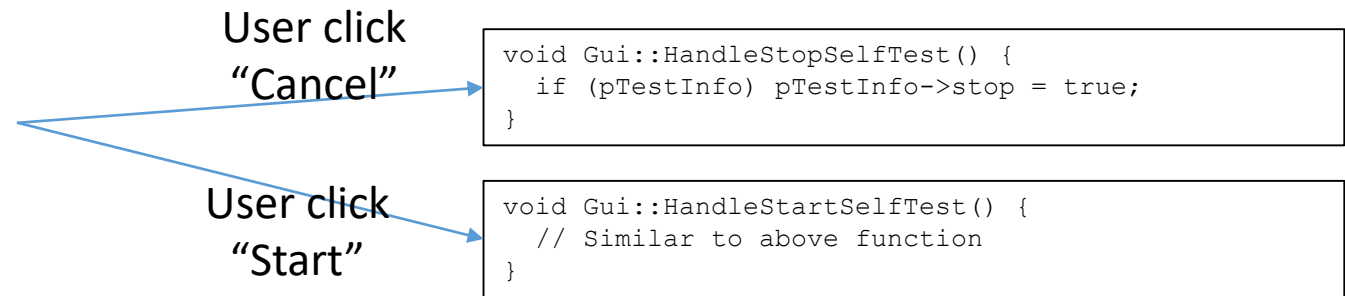 User click
“Cancel”
void Gui::HandleStopSelfTest() {
  if (pTestInfo) pTestInfo->stop = true;
}
User click
“Start”
void Gui::HandleStartSelfTest() {
  // Similar to above function
}